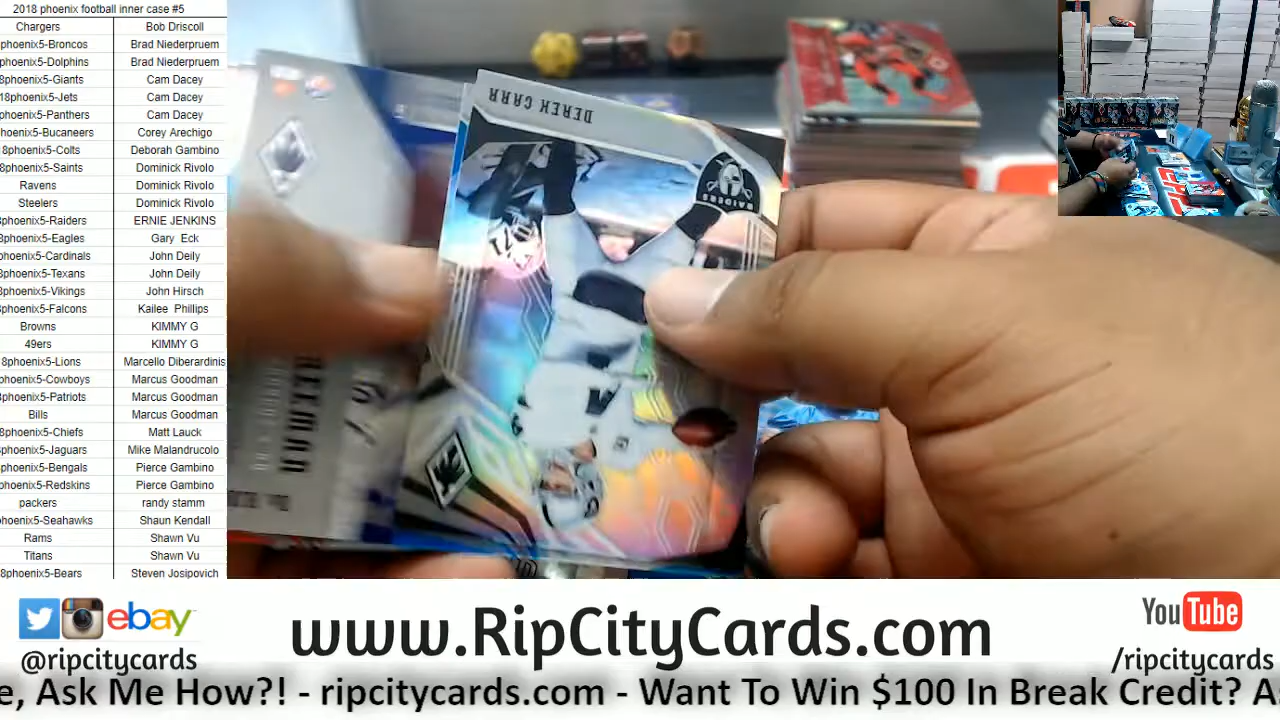 2018 phoenix football inner case #5
Chargers Bob Driscoll
phoenix5-Broncos Brad Niederpruem
phoenix5-Dolphins Brad Niederpruem
8phoenix5-Giants Cam Dacey
18phoenix5-Jets Cam Dacey
phoenix5-Panthers Cam Dacey
phoenix5-Bucaneers Corey Arechigo
8phoenix5-Colts Deborah Gambino
8phoenix5-Saints Dominick Rivolo
Ravens Dominick Rivolo
Steelers Dominick Rivolo
phoenix5-Raiders ERNIE JENKINS
phoenix5-Eagles Gary Eck
phoenix5-Cardinals John Deily
phoenix5-Texans John Deily
phoenix5-Vikings John Hirsch
phoenix5-Falcons Kailee Phillips
Browns KIMMY G
49ers KIMMY G
8phoenix5-Lions Marcello Diberardinis
phoenix5-Cowboys Marcus Goodman
phoenix5-Patriots Marcus Goodman
Bills Marcus Goodman
8phoenix5-Chiefs Matt Lauck
phoenix5-Jaguars Mike Malandrucolo
phoenix5-Bengals Pierce Gambino
phoenix5-Redskins Pierce Gambino
packers randy stamm
phoenix5-Seahawks Shaun Kendall
Rams Shawn Vu
Titans Shawn Vu
8phoenix5-Bears Steven Josipovich
DEREK CARR
RAIDERS
ebay
@ripcitycards
www.RipCityCards.com
YouTube
/ripcitycards
e, Ask Me How?! - ripcitycards.com - Want To Win $100 In Break Credit? As